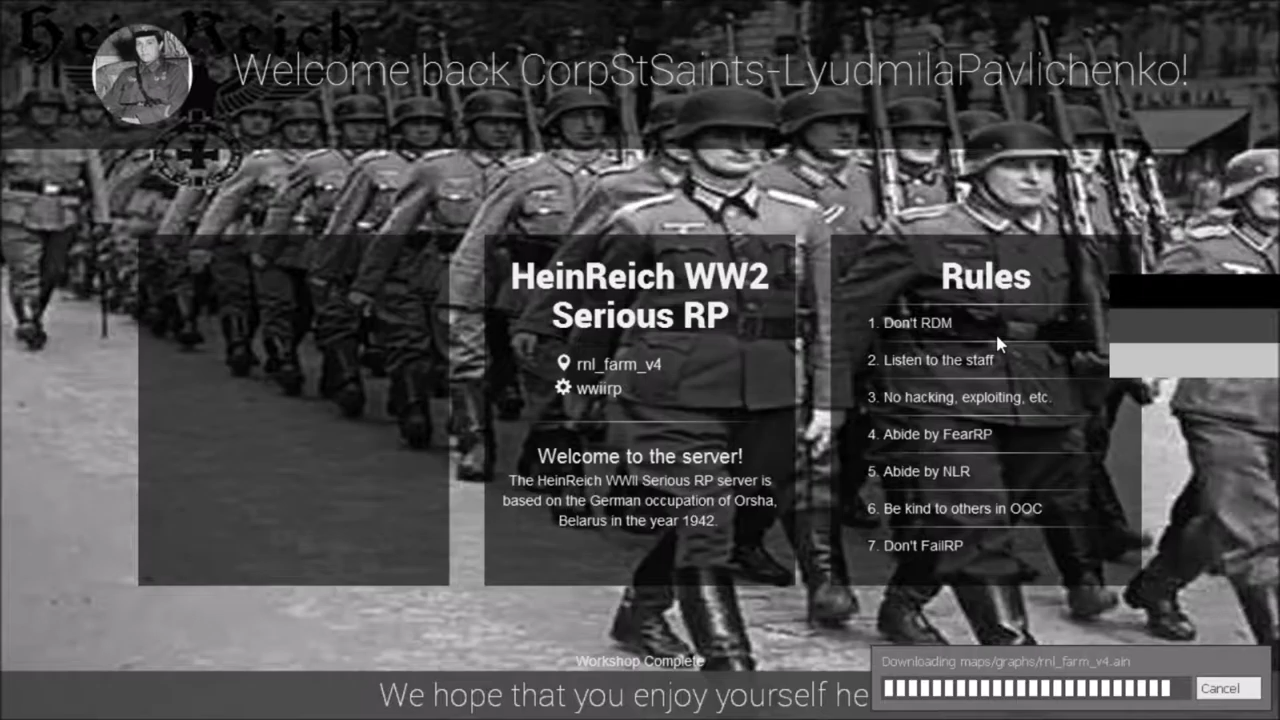 HeinReich
Welcome back CorpStSaints-LyudmilaPavlichenko!
HeinReich WW2
Serious RP
rnl_farm_v4
wwiirp
Welcome to the server!
The HeinReich WWII Serious RP server is
based on the German occupation of Orsha,
Belarus in the year 1942.
Rules
1. Don't RDM
2. Listen to the staff
3. No hacking, exploiting, etc.
4. Abide by FearRP
5. Abide by NLR
6. Be kind to others in OOC
7. Don't FailRP
Workshop Complete
We hope that you enjoy yourself he
Downloading maps/graphs/rnl_farm_v4.ain
Cancel